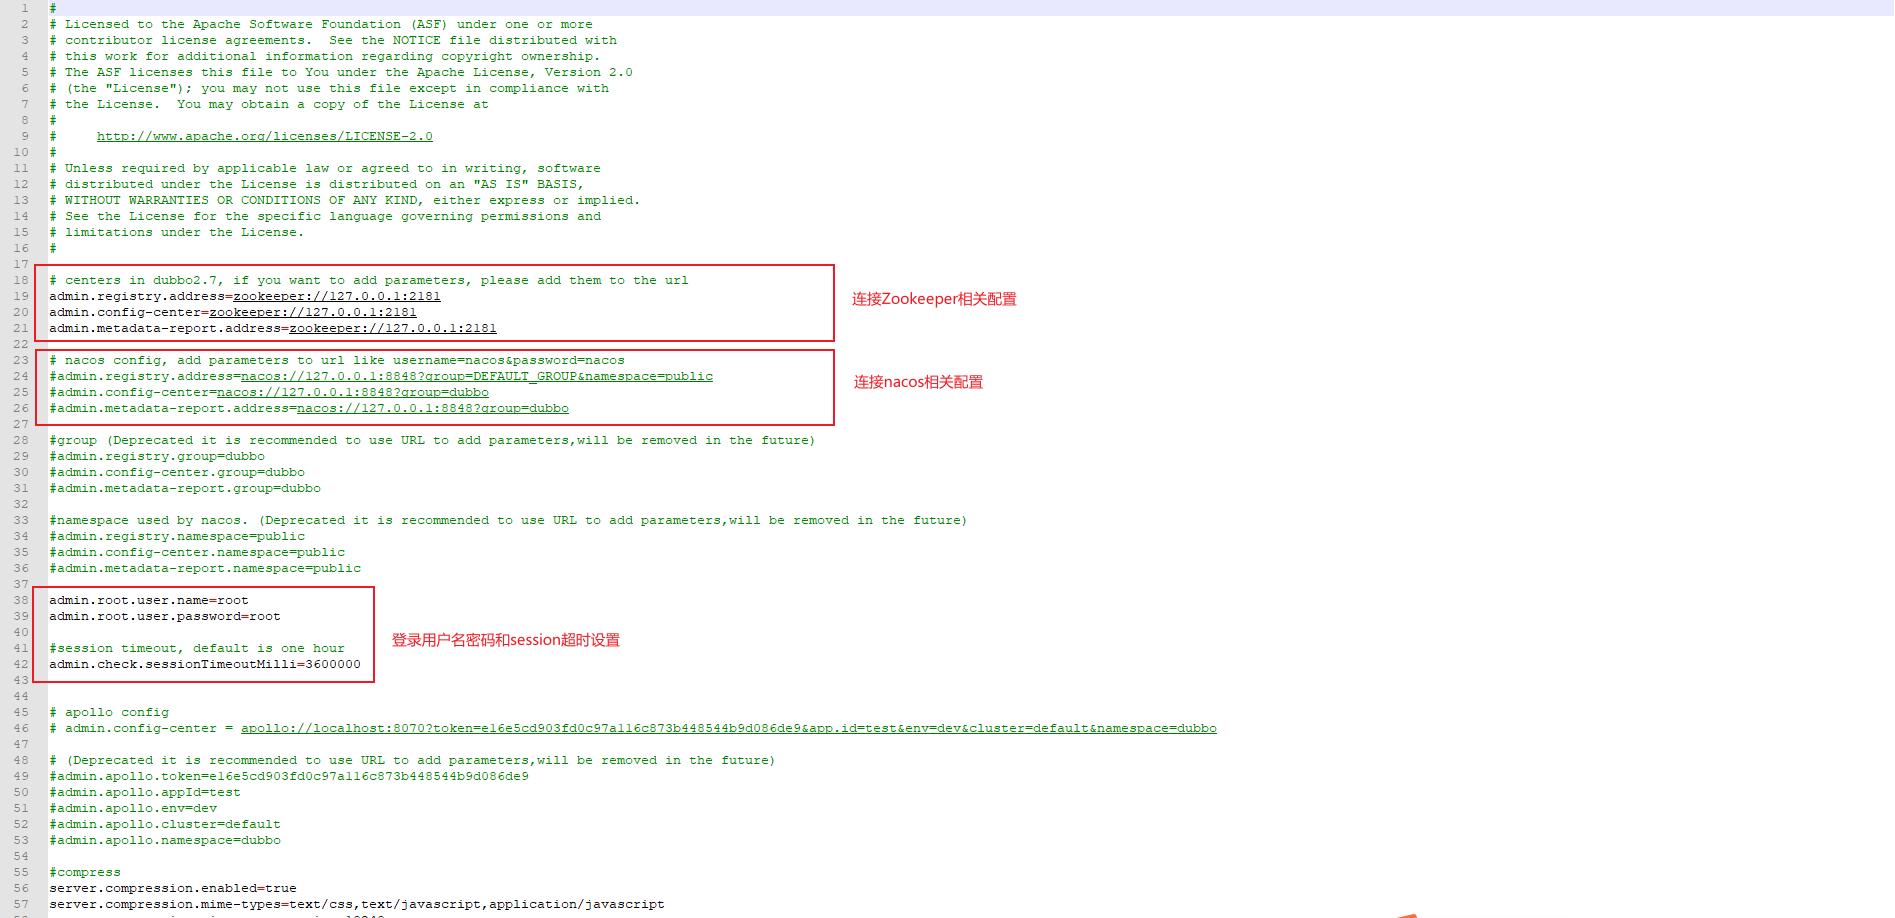 1 #
2 # Licensed to the Apache Software Foundation (ASF) under one or more
3 # contributor license agreements.  See the NOTICE file distributed with
4 # this work for additional information regarding copyright ownership.
5 # The ASF licenses this file to You under the Apache License, Version 2.0
6 # (the "License"); you may not use this file except in compliance with
7 # the License.  You may obtain a copy of the License at
8 #
9 #     http://www.apache.org/licenses/LICENSE-2.0
10 #
11 # Unless required by applicable law or agreed to in writing, software
12 # distributed under the License is distributed on an "AS IS" BASIS,
13 # WITHOUT WARRANTIES OR CONDITIONS OF ANY KIND, either express or implied.
14 # See the License for the specific language governing permissions and
15 # limitations under the License.
16 #
17
18 # centers in dubbo2.7, if you want to add parameters, please add them to the url
19 admin.registry.address=zookeeper://127.0.0.1:2181
连接Zookeeper相关配置
20 admin.config-center=zookeeper://127.0.0.1:2181
21 admin.metadata-report.address=zookeeper://127.0.0.1:2181
22
23 # nacos config, add parameters to url like username=nacos&password=nacos
24 #admin.registry.address=nacos://127.0.0.1:8848?group=DEFAULT_GROUP&namespace=public
连接nacos相关配置
25 #admin.config-center=nacos://127.0.0.1:8848?group=dubbo
26 #admin.metadata-report.address=nacos://127.0.0.1:8848?group=dubbo
27
28 #group (Deprecated it is recommended to use URL to add parameters,will be removed in the future)
29 #admin.registry.group=dubbo
30 #admin.config-center.group=dubbo
31 #admin.metadata-report.group=dubbo
32
33 #namespace used by nacos. (Deprecated it is recommended to use URL to add parameters,will be removed in the future)
34 #admin.registry.namespace=public
35 #admin.config-center.namespace=public
36 #admin.metadata-report.namespace=public
37
38 admin.root.user.name=root
39 admin.root.user.password=root
40
登录用户名密码和session超时设置
41 #session timeout, default is one hour
42 admin.check.sessionTimeoutMilli=3600000
43
44
45 # apollo config
46 # admin.config-center = apollo://localhost:8070?token=e16e5cd903fd0c97a116c873b448544b9d086de9&app.id=test&env=dev&cluster=default&namespace=dubbo
47
48 # (Deprecated it is recommended to use URL to add parameters,will be removed in the future)
49 #admin.apollo.token=e16e5cd903fd0c97a116c873b448544b9d086de9
50 #admin.apollo.appId=test
51 #admin.apollo.env=dev
52 #admin.apollo.cluster=default
53 #admin.apollo.namespace=dubbo
54
55 #compress
56 server.compression.enabled=true
57 server.compression.mime-types=text/css,text/javascript,application/javascript